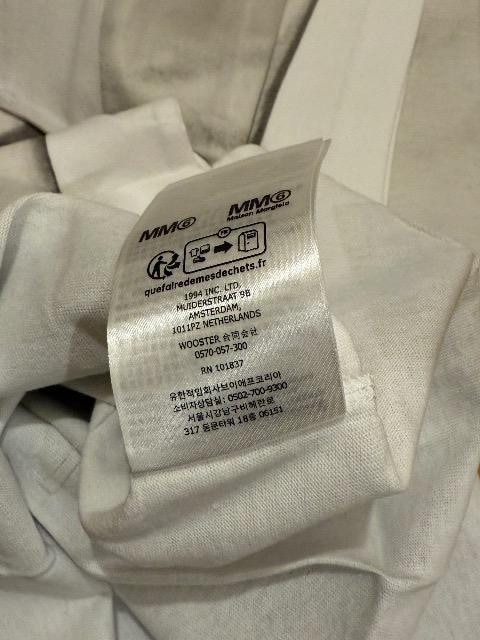 MM6
MM6
Maison Margiela
FR
quefairedemesdechets.fr
1994 INC. LTD,
MUIDERSTRAAT 9B
AMSTERDAM,
1011PZ NETHERLANDS
WOOSTER 合同会社
0570-057-300
RN 101837
유한책임회사브이에프코리아
소비자상담실: 0502-700-9300
서울시강남구테헤란로
317 동훈타워 18층 06151